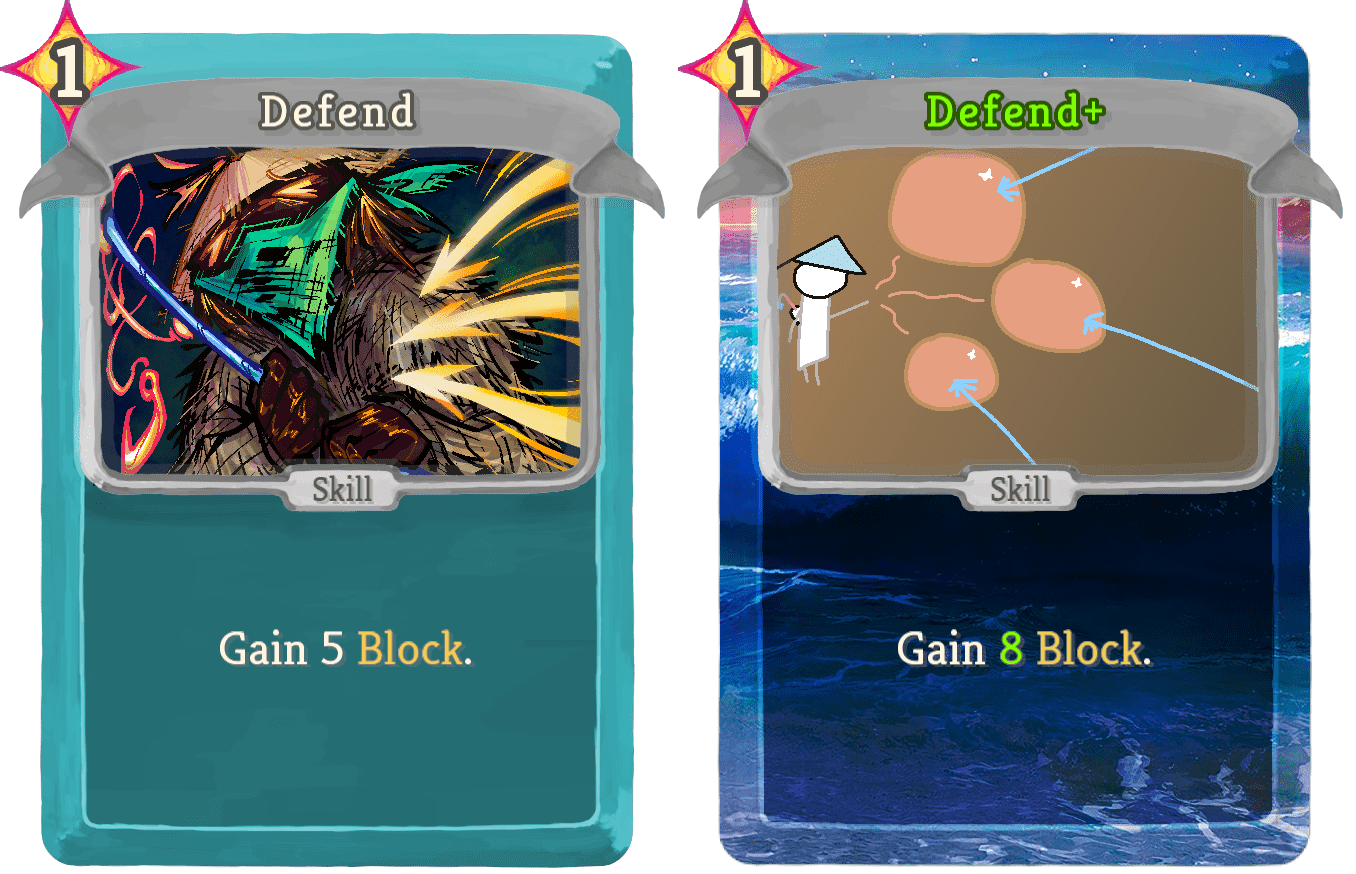 1
Defend
Skill
Gain 5 Block.
1
Defend+
Skill
Gain 8 Block.